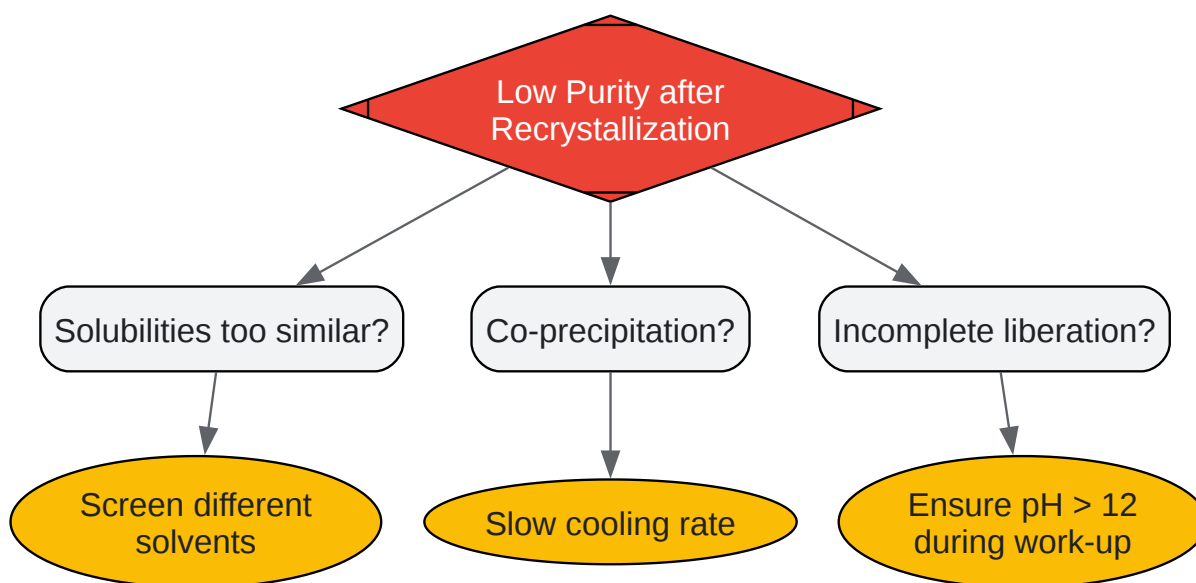 Low Purity after
Recrystallization
Solubilities too similar?
Co-precipitation?
Incomplete liberation?
Screen different
solvents
Slow cooling rate
Ensure pH > 12
during work-up